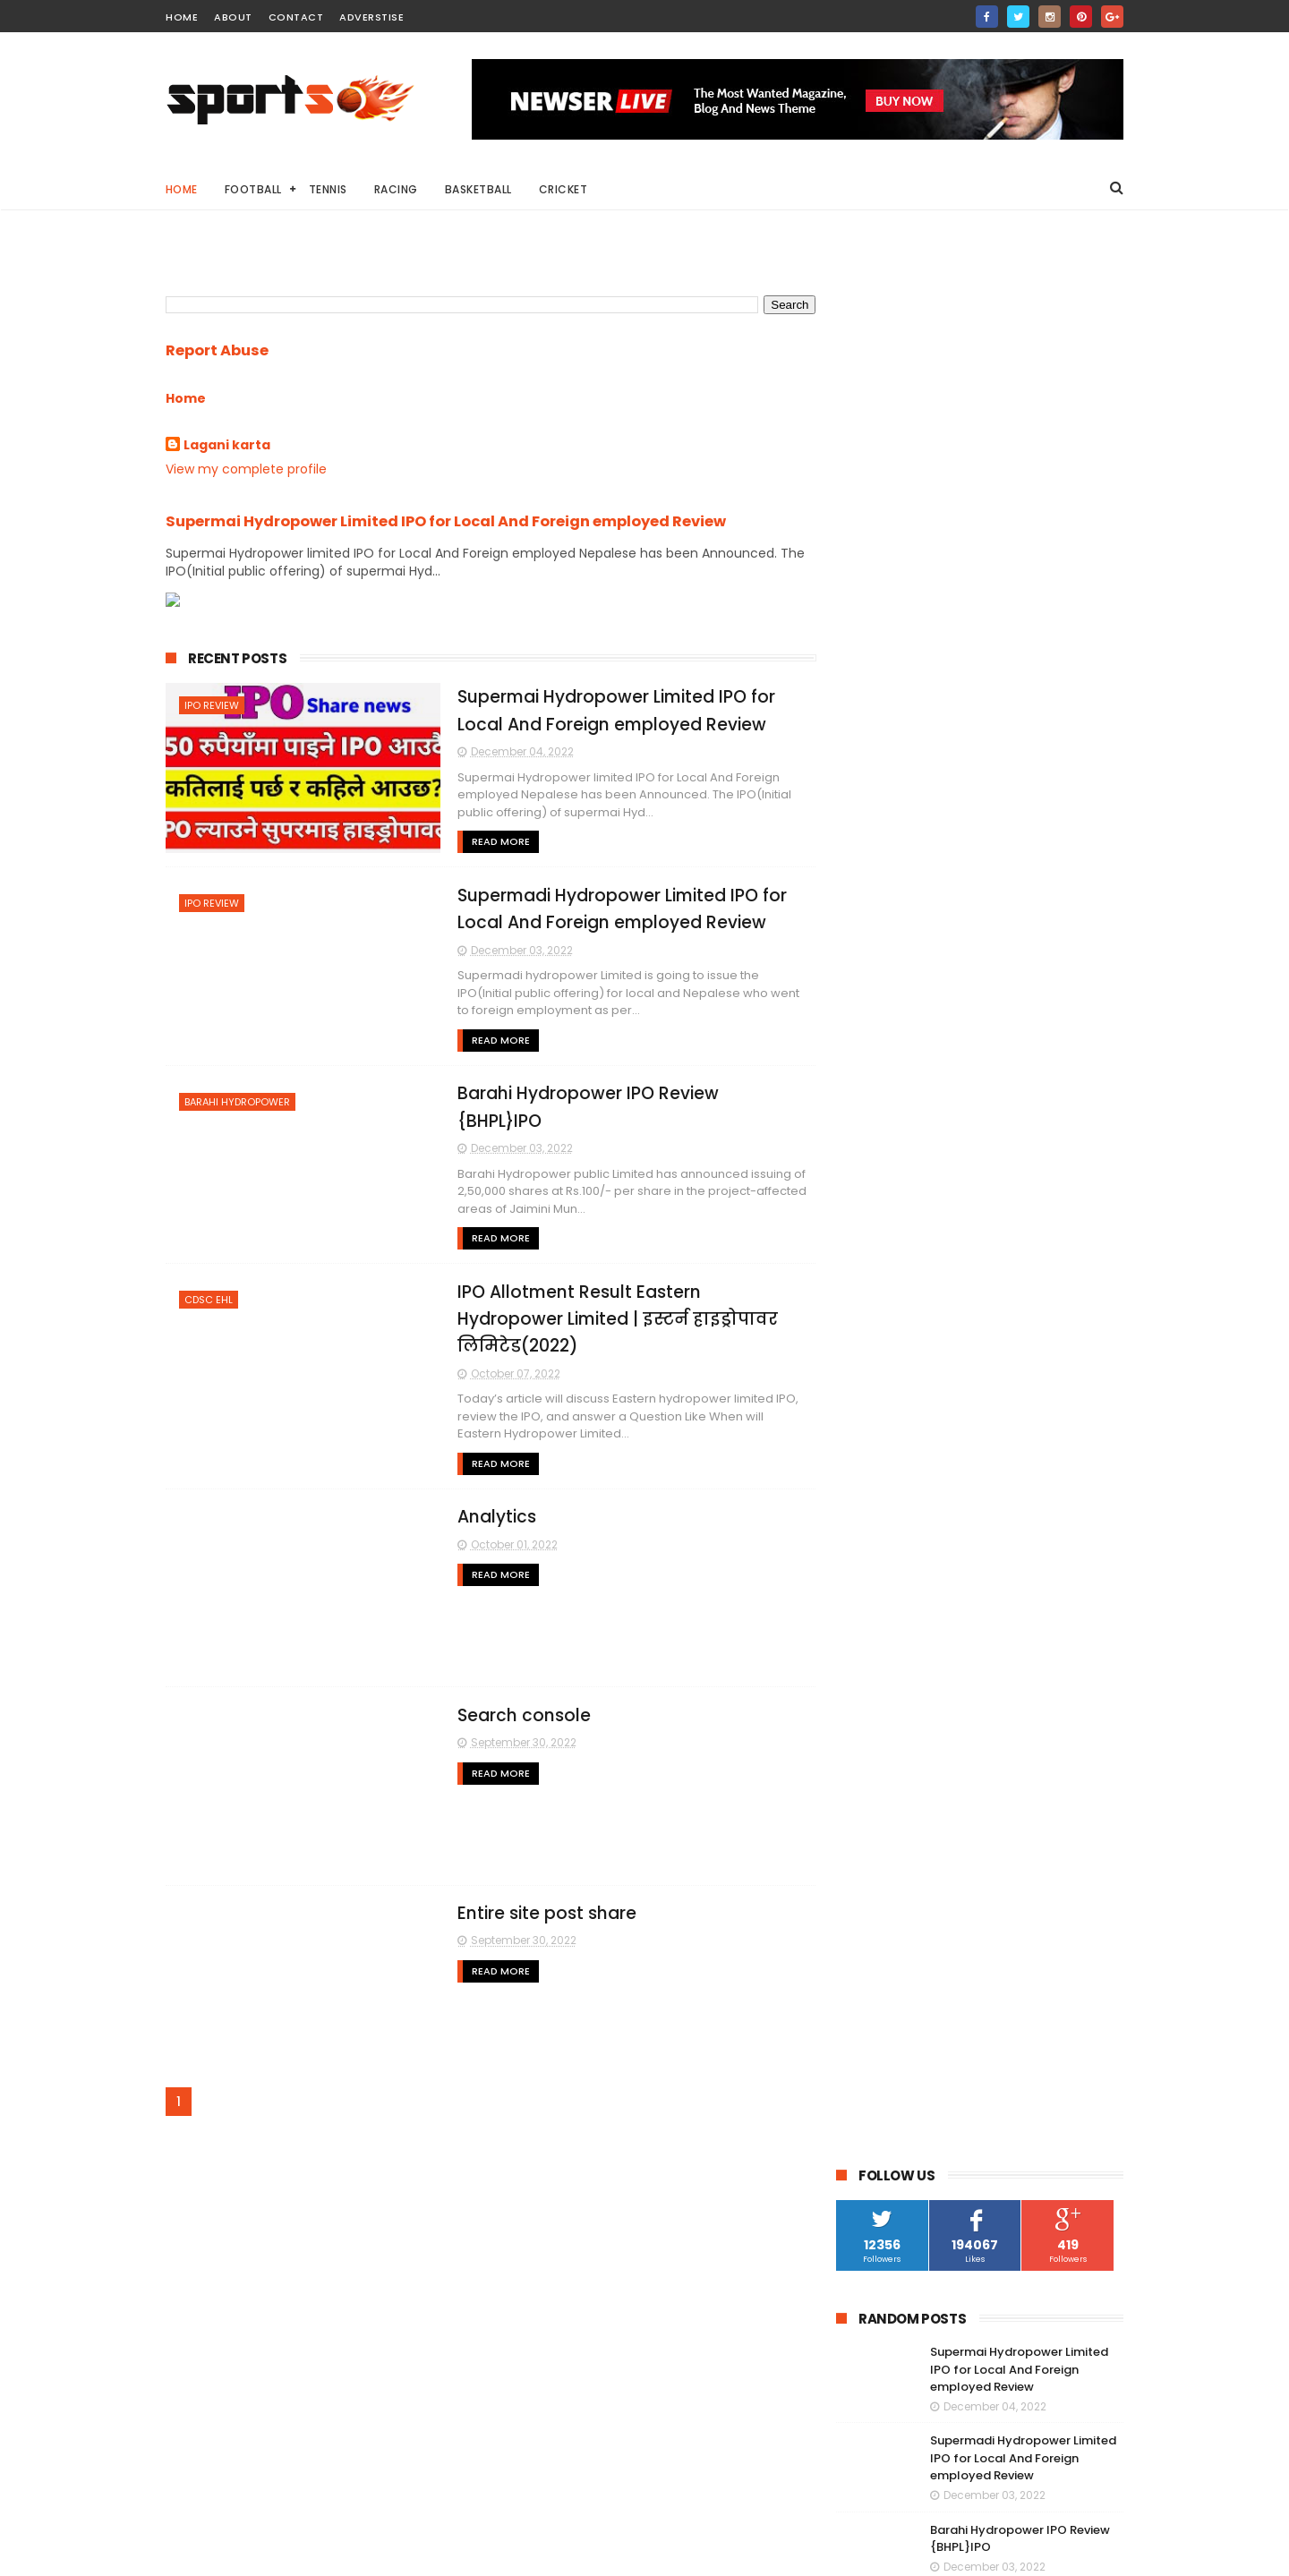 HOME ABOUT CONTACT ADVERSTISE
sportso
NEWSER LIVE
The Most Wanted Magazine,
Blog And News Theme
BUY NOW
HOME FOOTBALL + TENNIS RACING BASKETBALL CRICKET
Search
Report Abuse
Home
Lagani karta
View my complete profile
Supermai Hydropower Limited IPO for Local And Foreign employed Review
Supermai Hydropower limited IPO for Local And Foreign employed Nepalese has been Announced. The
IPO(Initial public offering) of supermai Hyd...
RECENT POSTS
IPO Share news
IPO REVIEW
50 रुपैयाँमा पाइने IPO आउदै
कतिलाई पर्छ र कहिले आउछ?
PO ल्याउने सुपरमाइ हाइड्रोपावर
Supermai Hydropower Limited IPO for
Local And Foreign employed Review
December 04, 2022
Supermai Hydropower limited IPO for Local And Foreign
employed Nepalese has been Announced. The IPO(Initial
public offering) of supermai Hyd...
READ MORE
IPO REVIEW
Supermadi Hydropower Limited IPO for
Local And Foreign employed Review
December 03, 2022
Supermadi hydropower Limited is going to issue the
IPO(Initial public offering) for local and Nepalese who went
to foreign employment as per...
READ MORE
BARAHI HYDROPOWER
Barahi Hydropower IPO Review
{BHPL}IPO
December 03, 2022
Barahi Hydropower public Limited has announced issuing of
2,50,000 shares at Rs.100/- per share in the project-affected
areas of Jaimini Mun...
READ MORE
CDSC EHL
IPO Allotment Result Eastern
Hydropower Limited | इस्टर्न हाइड्रोपावर
लिमिटेड(2022)
October 07, 2022
Today's article will discuss Eastern hydropower limited IPO,
review the IPO, and answer a Question Like When will
Eastern Hydropower Limited...
READ MORE
Analytics
October 01, 2022
READ MORE
Search console
September 30, 2022
READ MORE
Entire site post share
September 30, 2022
READ MORE
1
FOLLOW US
12356 194067 419
Followers Likes Followers
RANDOM POSTS
Supermai Hydropower Limited
IPO for Local And Foreign
employed Review
December 04, 2022
Supermadi Hydropower Limited
IPO for Local And Foreign
employed Review
December 03, 2022
Barahi Hydropower IPO Review
{BHPL}IPO
December 03, 2022